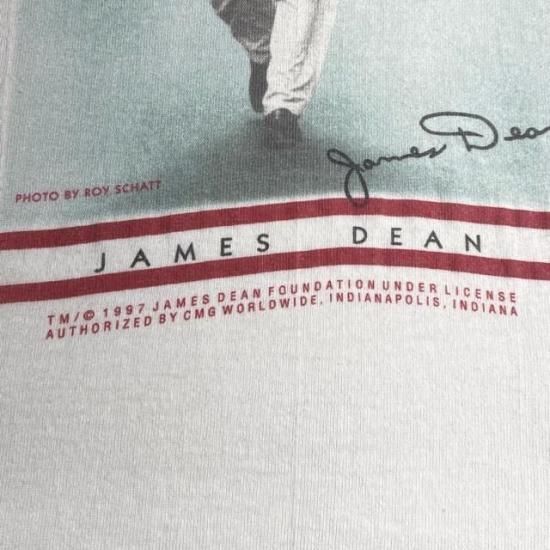 James Dean
PHOTO BY ROY SCHATT
JAMES DEAN
TM/© 1997 JAMES DEAN FOUNDATION UNDER LICENSE
AUTHORIZED BY CMG WORLDWIDE, INDIANAPOLIS, INDIANA